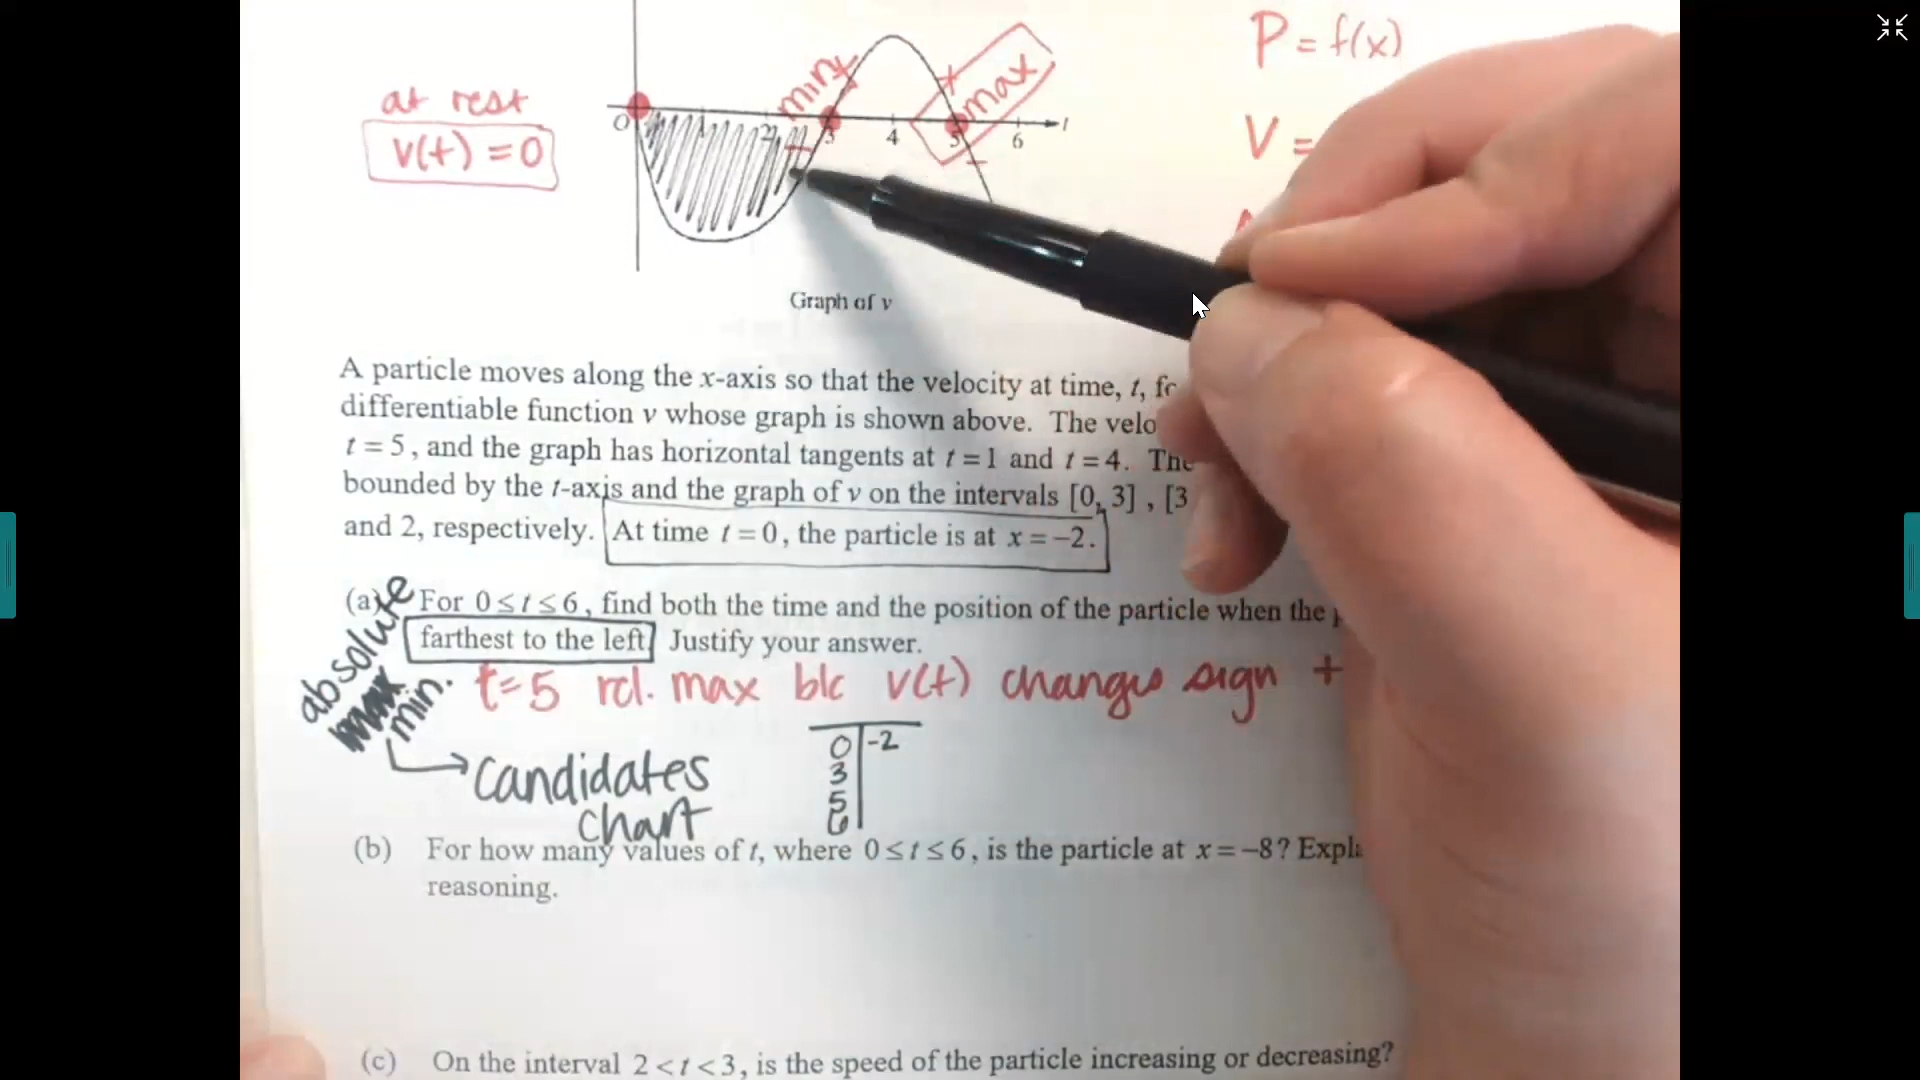 P = f(x)
at rest
v(t) = 0
min
max
V =
O
2
3
4
5
6
t
Graph of v
A particle moves along the x-axis so that the velocity at time, t,
differentiable function v whose graph is shown above. The
t = 5, and the graph has horizontal tangents at t = 1 and t = 4. The
bounded by the t-axis and the graph of v on the intervals [0, 3], [3
and 2, respectively. At time t = 0, the particle is at x = −2.
(a) For 0 ≤ t ≤ 6, find both the time and the position of the particle when the
farthest to the left. Justify your answer.
absolute
min.
t=5 rel. max b/c v(t) changes sign +
Candidates
chart
0 -2
3
5
6
(b) For how many values of t, where 0 ≤ t ≤ 6, is the particle at x = −8?
reasoning.
(c) On the interval 2 < t < 3, is the speed of the particle increasing or decreasing?